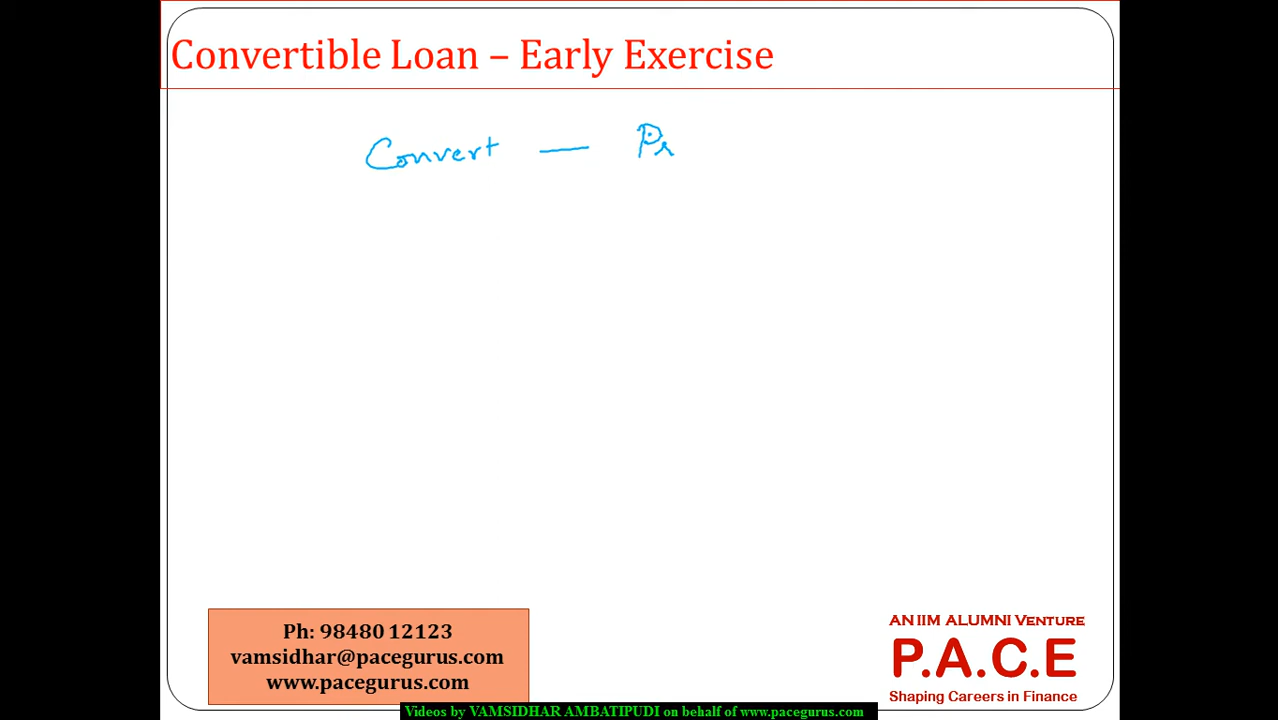 Convertible Loan – Early Exercise
Convert — Pr
Ph: 98480 12123
vamsidhar@pacegurus.com
www.pacegurus.com
AN IIM ALUMNI VENTURE
P.A.C.E
Shaping Careers in Finance
Videos by VAMSIDHAR AMBATIPUDI on behalf of www.pacegurus.com